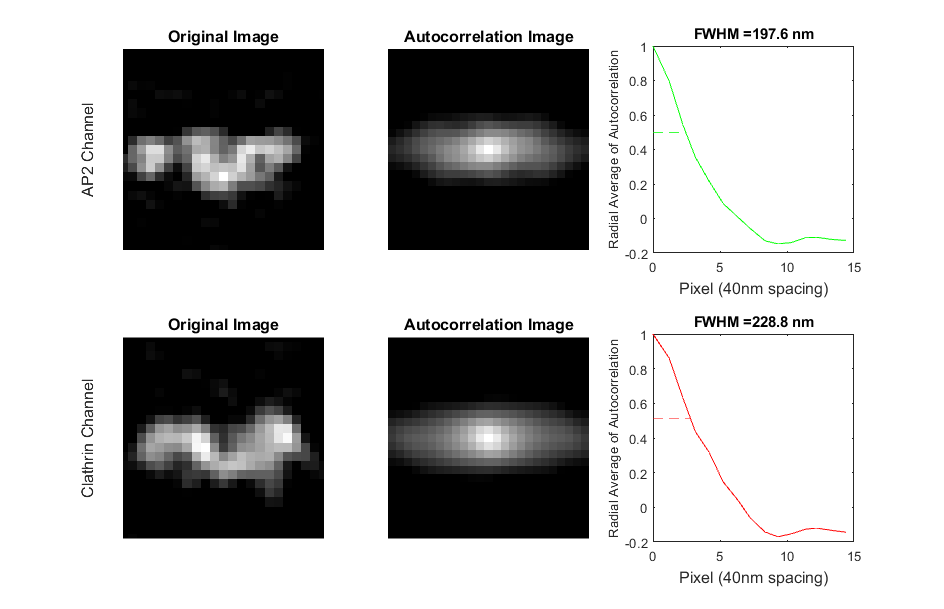 Original Image
Autocorrelation Image
FWHM =197.6 nm
AP2 Channel
Radial Average of Autocorrelation
1
0.8
0.6
0.4
0.2
0
-0.2
0 5 10 15
Pixel (40nm spacing)
Original Image
Autocorrelation Image
FWHM =228.8 nm
Clathrin Channel
Radial Average of Autocorrelation
1
0.8
0.6
0.4
0.2
0
-0.2
0 5 10 15
Pixel (40nm spacing)